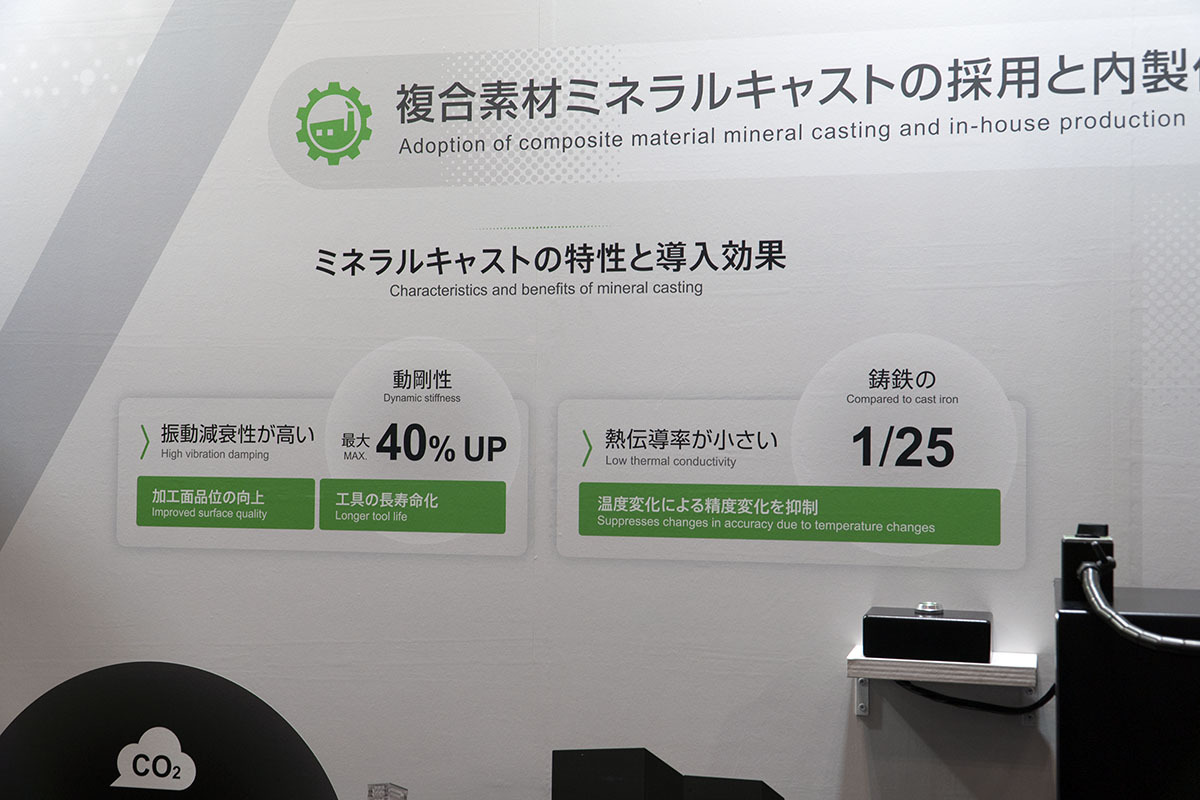 複合素材ミネラルキャストの採用と内製
Adoption of composite material mineral casting and in-house production
ミネラルキャストの特性と導入効果
Characteristics and benefits of mineral casting
動剛性
Dynamic stiffness
振動減衰性が高い
High vibration damping
最大
MAX.
40% UP
加工面品位の向上
Improved surface quality
工具の長寿命化
Longer tool life
鋳鉄の
Compared to cast iron
熱伝導率が小さい
Low thermal conductivity
1/25
温度変化による精度変化を抑制
Suppresses changes in accuracy due to temperature changes
CO2